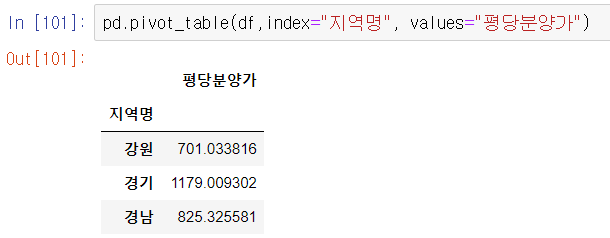 In [101]: pd.pivot_table(df,index="지역명", values="평당분양가")
Out[101]:
평당분양가
지역명
강원 701.033816
경기 1179.009302
경남 825.325581